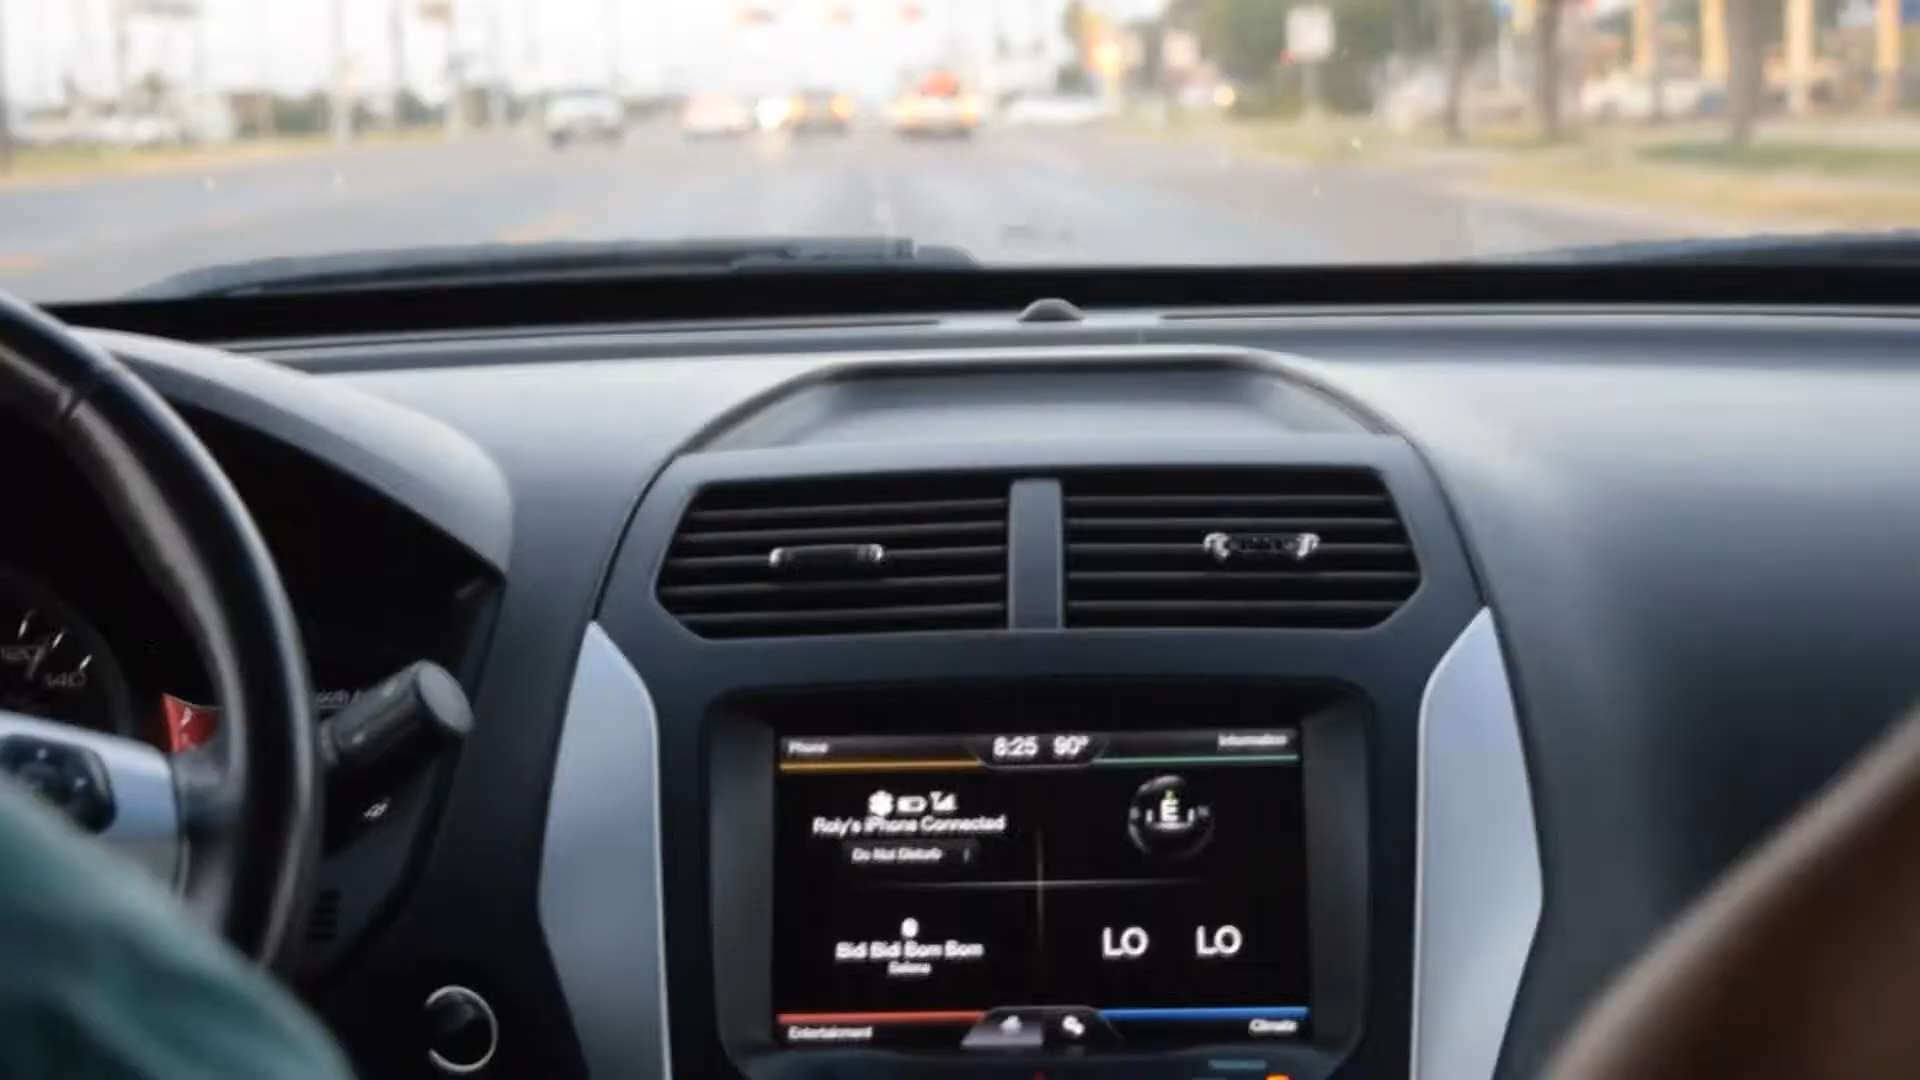 120
140
Phone
8:25 90°
Information
Roly's iPhone Connected
Do Not Disturb
E
Bidi Bidi Bom Bom
Selena
LO LO
Entertainment
Climate